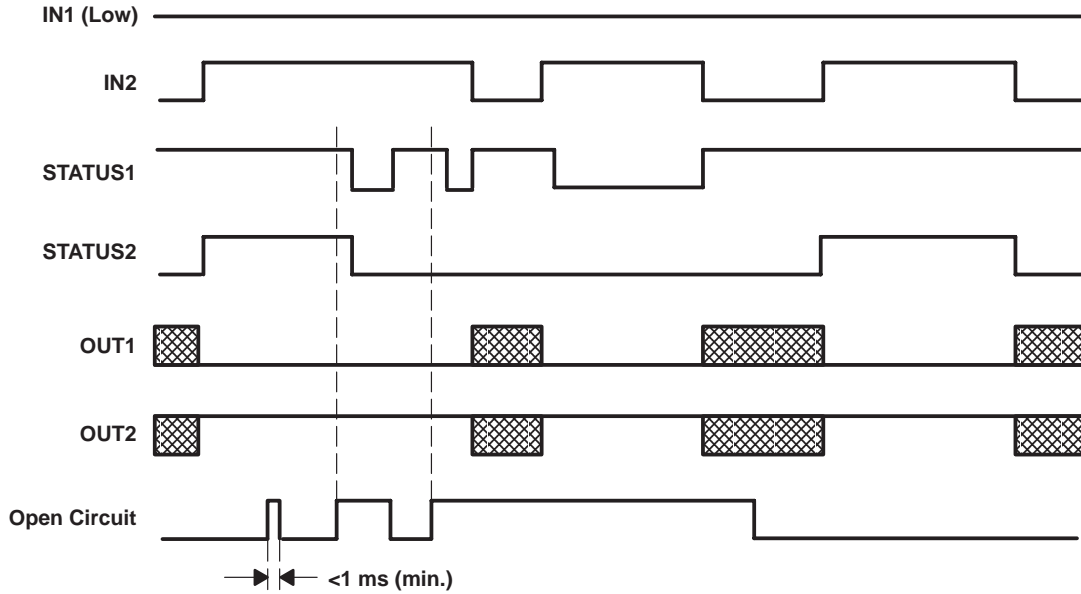 IN1 (Low)
IN2
STATUS1
STATUS2
OUT1
OUT2
Open Circuit
<1 ms (min.)